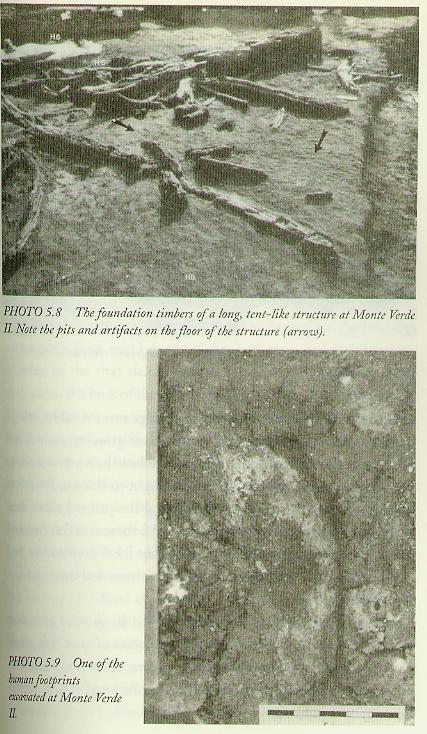 H6
PHOTO 5.8 The foundation timbers of a long, tent-like structure at Monte Verde
II. Note the pits and artifacts on the floor of the structure (arrow).
PHOTO 5.9 One of the
human footprints
excavated at Monte Verde
II.